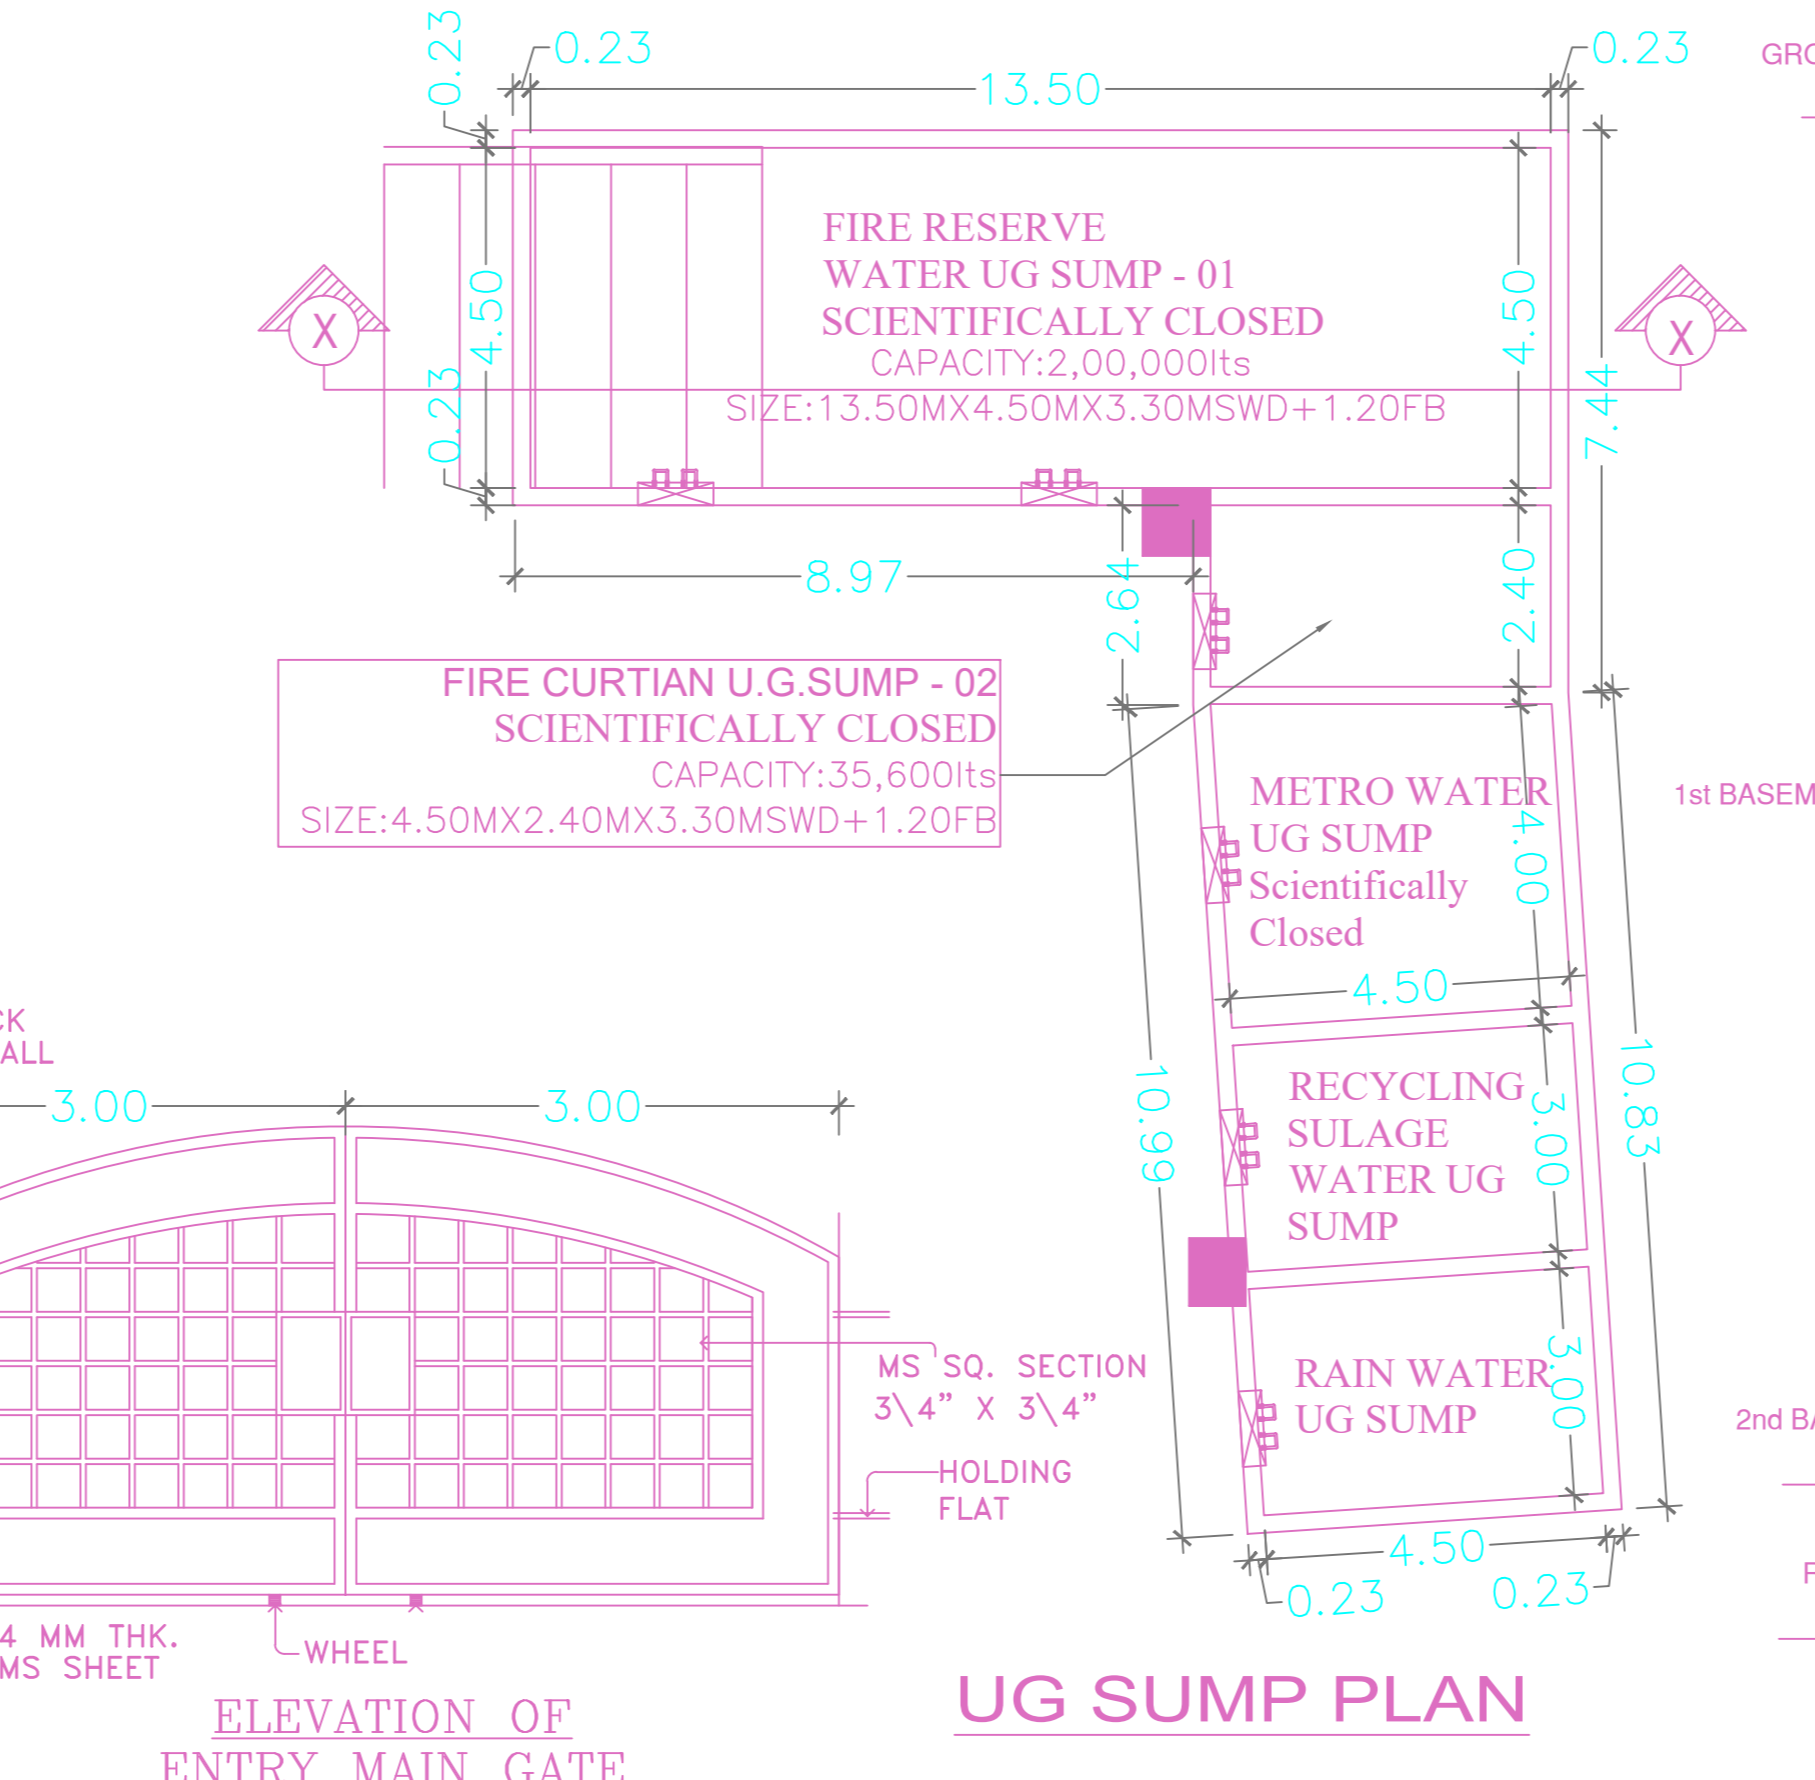 0.23
0.23
13.50
0.23
FIRE RESERVE
WATER UG SUMP - 01
SCIENTIFICALLY CLOSED
CAPACITY:2,00,000lts
SIZE:13.50MX4.50MX3.30MSWD+1.20FB
X
X
4.50
0.23
4.50
7.44
8.97
2.64
2.40
FIRE CURTIAN U.G.SUMP - 02
SCIENTIFICALLY CLOSED
CAPACITY:35,600lts
SIZE:4.50MX2.40MX3.30MSWD+1.20FB
METRO WATER
UG SUMP
Scientifically
Closed
4.00
4.50
10.99
10.83
RECYCLING
SULAGE
WATER UG
SUMP
3.00
RAIN WATER
UG SUMP
3.00
4.50
0.23
0.23
UG SUMP PLAN
1st BASEM
ALL
3.00
3.00
MS SQ. SECTION
3\4” X 3\4”
HOLDING
FLAT
4 MM THK.
MS SHEET
WHEEL
ELEVATION OF
ENTRY MAIN GATE